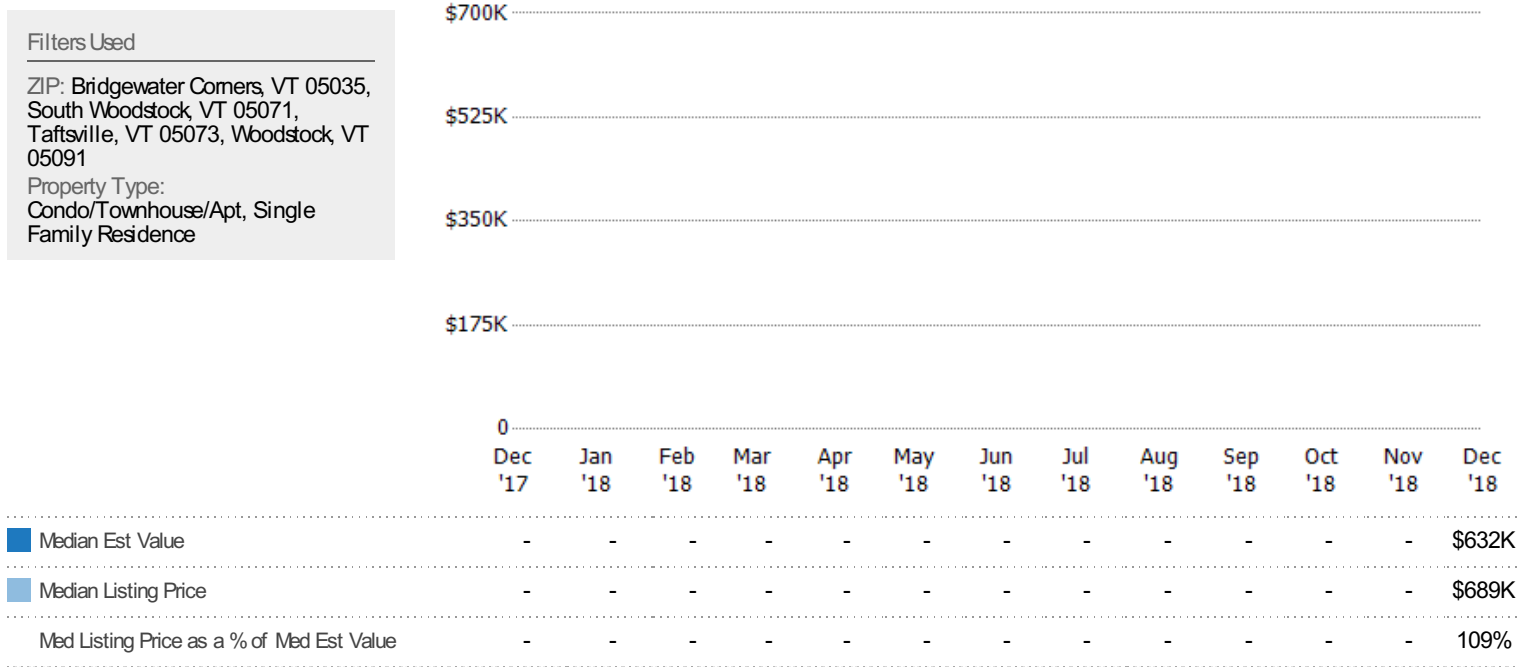 Filters Used
ZIP: Bridgewater Corners, VT 05035,
South Woodstock, VT 05071,
Taftsville, VT 05073, Woodstock, VT
05091
Property Type:
Condo/Townhouse/Apt, Single
Family Residence
$700K
$525K
$350K
$175K
0
Dec Jan Feb Mar Apr May Jun Jul Aug Sep Oct Nov Dec
'17 '18 '18 '18 '18 '18 '18 '18 '18 '18 '18 '18 '18
Median Est Value - - - - - - - - - - - - $632K
Median Listing Price - - - - - - - - - - - - $689K
Med Listing Price as a % of Med Est Value - - - - - - - - - - - - 109%